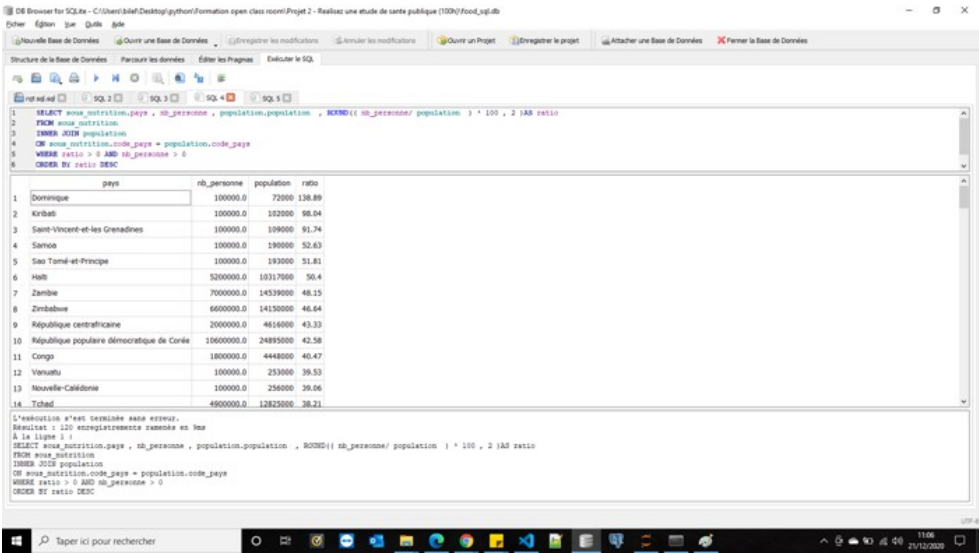 DB Browser for SQLite - C:\Users\bilel\Desktop\python\Formation open class room\Projet 2 - Realisez une etude de sante publique (100h)\food_sql.db
Fichier Édition Vue Outils Aide
Nouvelle Base de Données Ouvrir une Base de Données Enregistrer les modifications Annuler les modifications Ouvrir un Projet Enregistrer le projet Attacher une Base de Données Fermer la Base de Données
Structure de la Base de Données Parcourir les données Éditer les Pragmas Exécuter le SQL
SQL 2 SQL 3 SQL 4 SQL 5
1 SELECT sous_nutrition.pays , nb_personne , population.population , ROUND(( nb_personne/ population ) * 100 , 2 )AS ratio
2 FROM sous_nutrition
3 INNER JOIN population
4 ON sous_nutrition.code_pays = population.code_pays
5 WHERE ratio > 0 AND nb_personne > 0
6 ORDER BY ratio DESC
pays nb_personne population ratio
1 Dominique 100000.0 72000 138.89
2 Kiribati 100000.0 102000 98.04
3 Saint-Vincent-et-les Grenadines 100000.0 109000 91.74
4 Samoa 100000.0 190000 52.63
5 Sao Tomé-et-Principe 100000.0 193000 51.81
6 Haïti 5200000.0 10317000 50.4
7 Zambie 7000000.0 14539000 48.15
8 Zimbabwe 6600000.0 14150000 46.64
9 République centrafricaine 2000000.0 4616000 43.33
10 République populaire démocratique de Corée 10600000.0 24895000 42.58
11 Congo 1800000.0 4448000 40.47
12 Vanuatu 100000.0 253000 39.53
13 Nouvelle-Calédonie 100000.0 256000 39.06
14 Tchad 4900000.0 12825000 38.21
L'exécution s'est terminée sans erreur.
Résultat : 120 enregistrements ramenés en 9ms
À la ligne 1 :
SELECT sous_nutrition.pays , nb_personne , population.population , ROUND(( nb_personne/ population ) * 100 , 2 )AS ratio
FROM sous_nutrition
INNER JOIN population
ON sous_nutrition.code_pays = population.code_pays
WHERE ratio > 0 AND nb_personne > 0
ORDER BY ratio DESC
UTF-8
Taper ici pour rechercher
11:06
21/12/2020